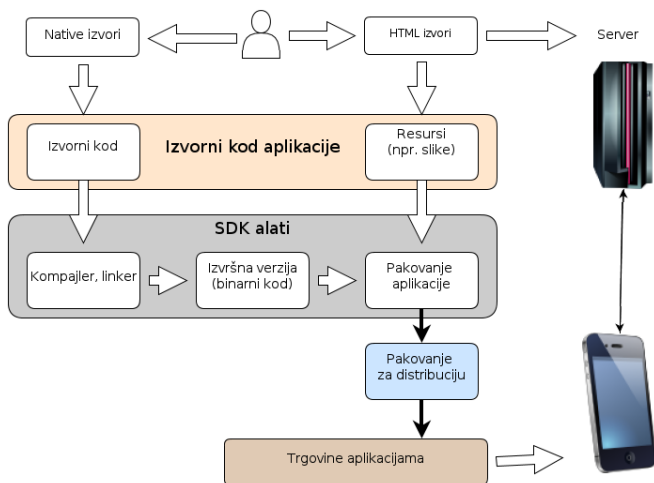 Native izvori
HTML izvori
Server
Izvorni kod
Izvorni kod aplikacije
Resursi
(npr. slike)
SDK alati
Kompajler, linker
Izvršna verzija
(binarni kod)
Pakovanje
aplikacije
Pakovanje
za distribuciju
Trgovine aplikacijama